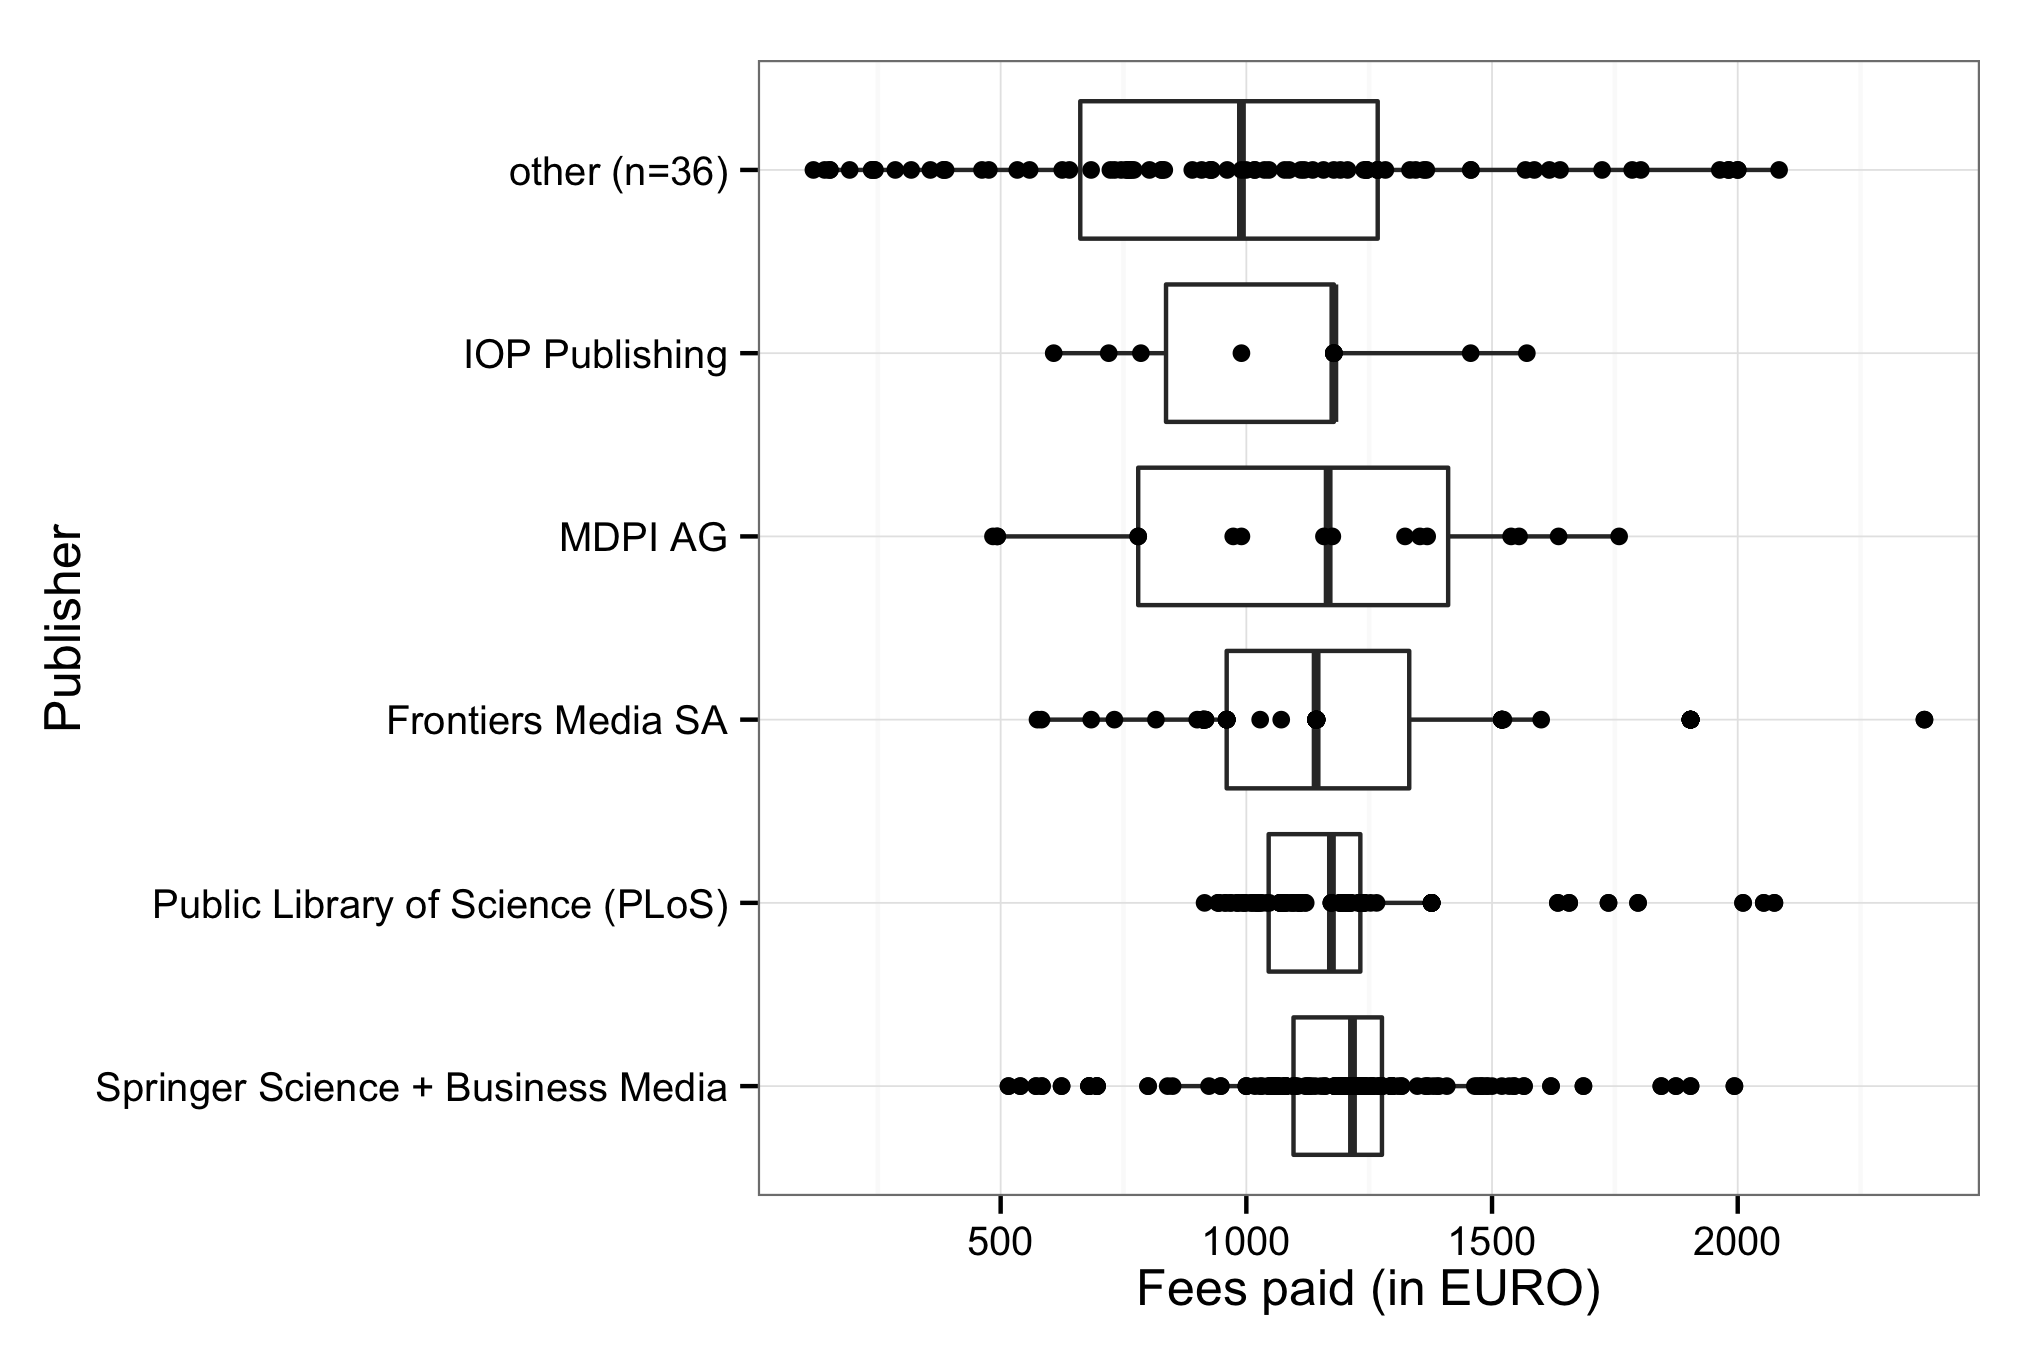 Publisher
other (n=36)
IOP Publishing
MDPI AG
Frontiers Media SA
Public Library of Science (PLoS)
Springer Science + Business Media
500 1000 1500 2000
Fees paid (in EURO)